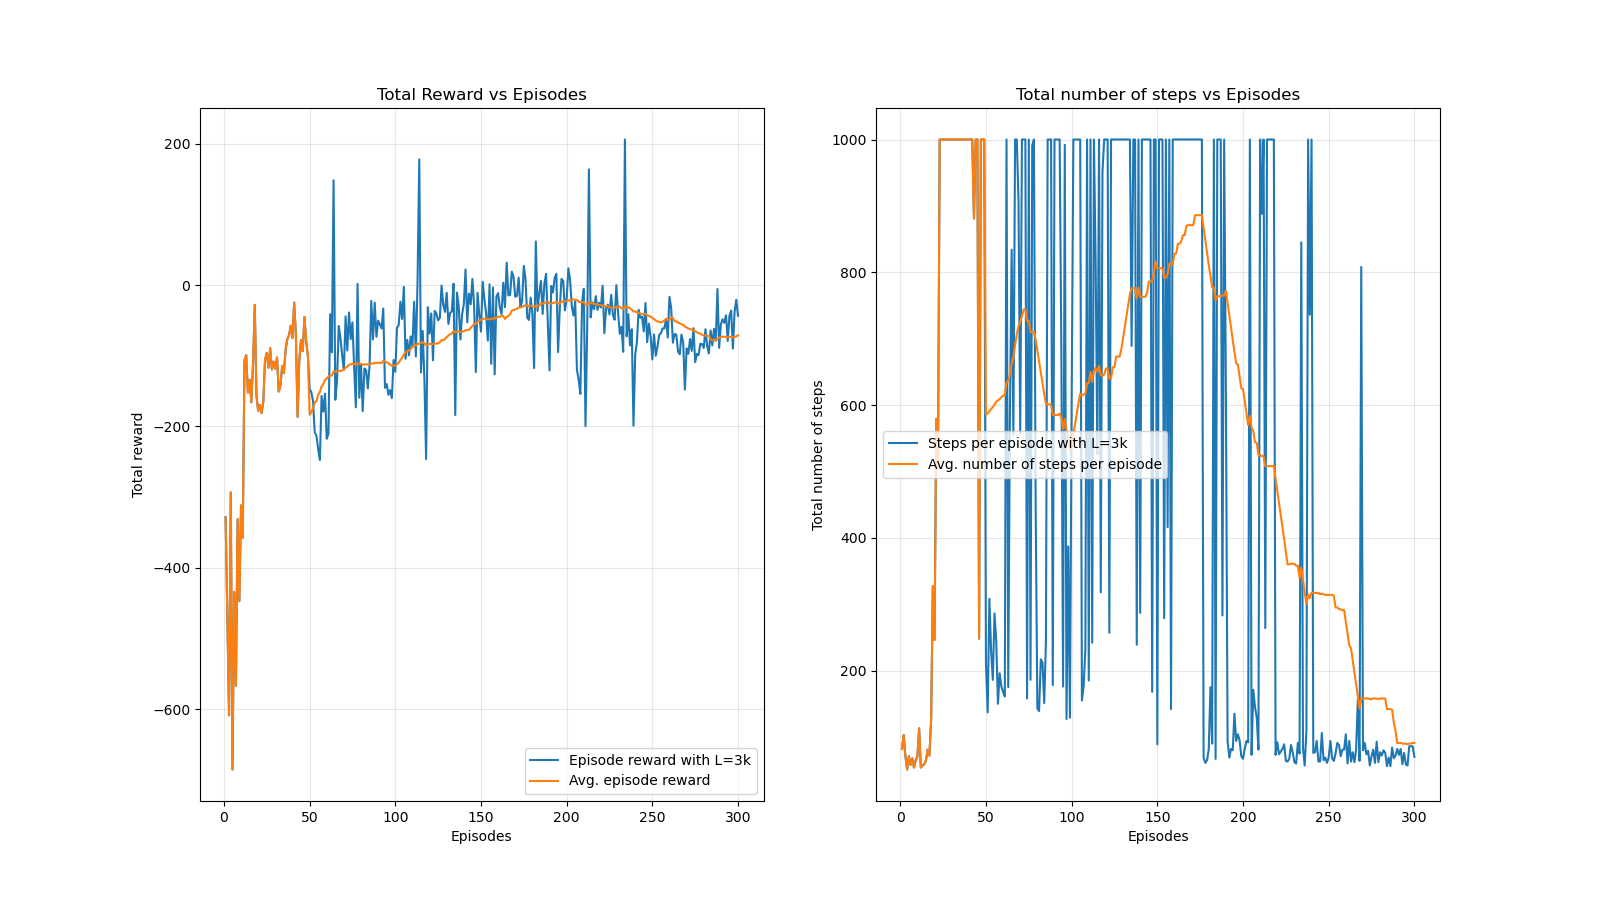 Total Reward vs Episodes
200
0
−200
−400
−600
Total reward
0
50
100
150
200
250
300
Episodes
Episode reward with L=3k
Avg. episode reward
Total number of steps vs Episodes
1000
800
600
400
200
Total number of steps
0
50
100
150
200
250
300
Episodes
Steps per episode with L=3k
Avg. number of steps per episode